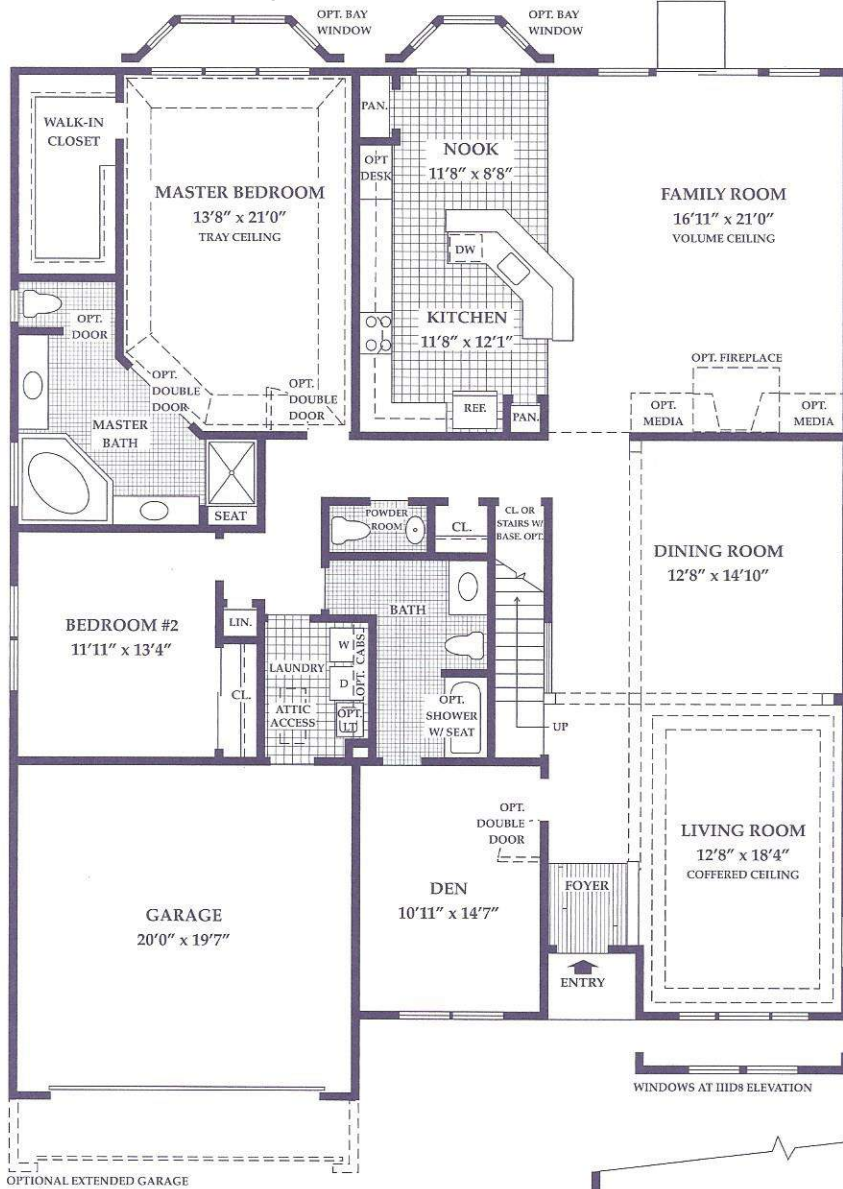 OPT. BAY
WINDOW
OPT. BAY
WINDOW
WALK-IN
CLOSET
MASTER BEDROOM
13'8" x 21'0"
TRAY CEILING
PAN.
OPT
DESK
NOOK
11'8" x 8'8"
DW
KITCHEN
11'8" x 12'1"
REF.
PAN.
FAMILY ROOM
16'11" x 21'0"
VOLUME CEILING
OPT. FIREPLACE
OPT.
MEDIA
OPT.
MEDIA
OPT.
DOOR
OPT.
DOUBLE
DOOR
OPT.
DOUBLE
DOOR
MASTER
BATH
SEAT
POWDER
ROOM
CL.
CL. OR
STAIRS W/
BASE. OPT.
DINING ROOM
12'8" x 14'10"
BEDROOM #2
11'11" x 13'4"
LIN.
CL.
LAUNDRY
W
D
OPT. CABS.
OPT.
LT
ATTIC
ACCESS
BATH
OPT.
SHOWER
W/ SEAT
UP
OPT.
DOUBLE
DOOR
LIVING ROOM
12'8" x 18'4"
COFFERED CEILING
DEN
10'11" x 14'7"
FOYER
ENTRY
GARAGE
20'0" x 19'7"
WINDOWS AT IIID8 ELEVATION
OPTIONAL EXTENDED GARAGE